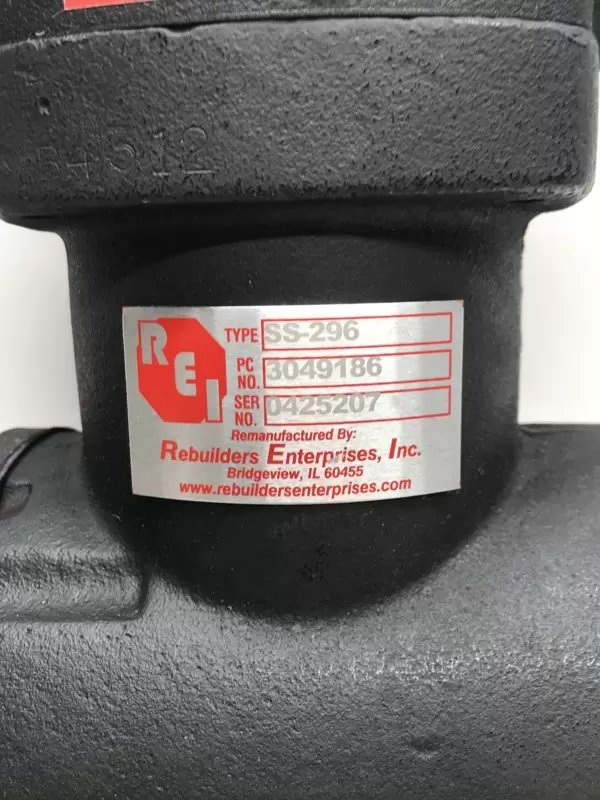 B4512
REI
TYPE SS-296
PC NO. 3049186
SER NO. 0425207
Remanufactured By:
Rebuilders Enterprises, Inc.
Bridgeview, IL 60455
www.rebuildersenterprises.com